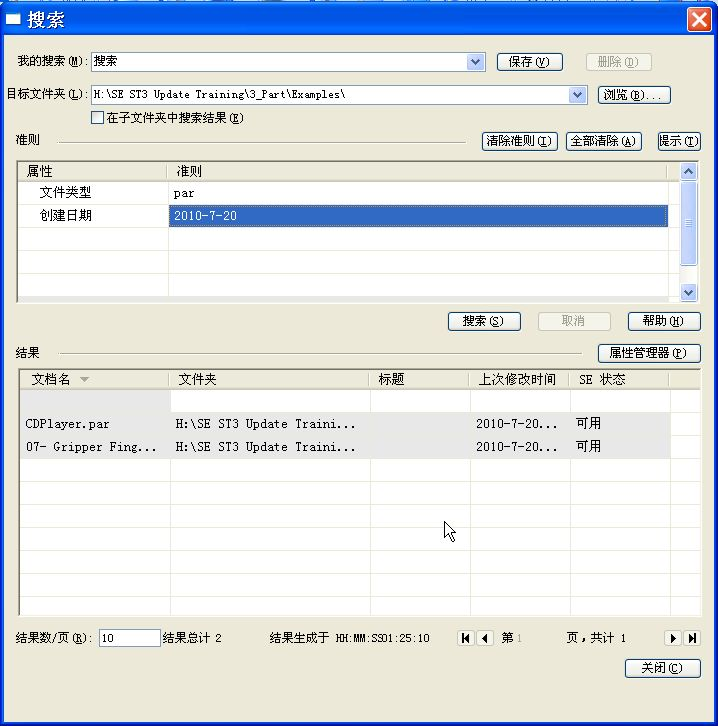 搜索
我的搜索(M): 搜索 保存(V) 删除(D)
目标文件夹(L): H:\SE ST3 Update Training\3_Part\Examples\ 浏览(B)...
在子文件夹中搜索结果(E)
准则 清除准则(I) 全部清除(A) 提示(T)
属性 准则
文件类型 par
创建日期 2010-7-20
搜索(S) 取消 帮助(H)
结果 属性管理器(P)
文档名 文件夹 标题 上次修改时间 SE 状态
CDPlayer.par H:\SE ST3 Update Traini... 2010-7-20... 可用
07- Gripper Fing... H:\SE ST3 Update Traini... 2010-7-20... 可用
结果数/页(R): 10 结果总计 2 结果生成于 HH:MM:SS01:25:10 第 1 页,共计 1
关闭(C)